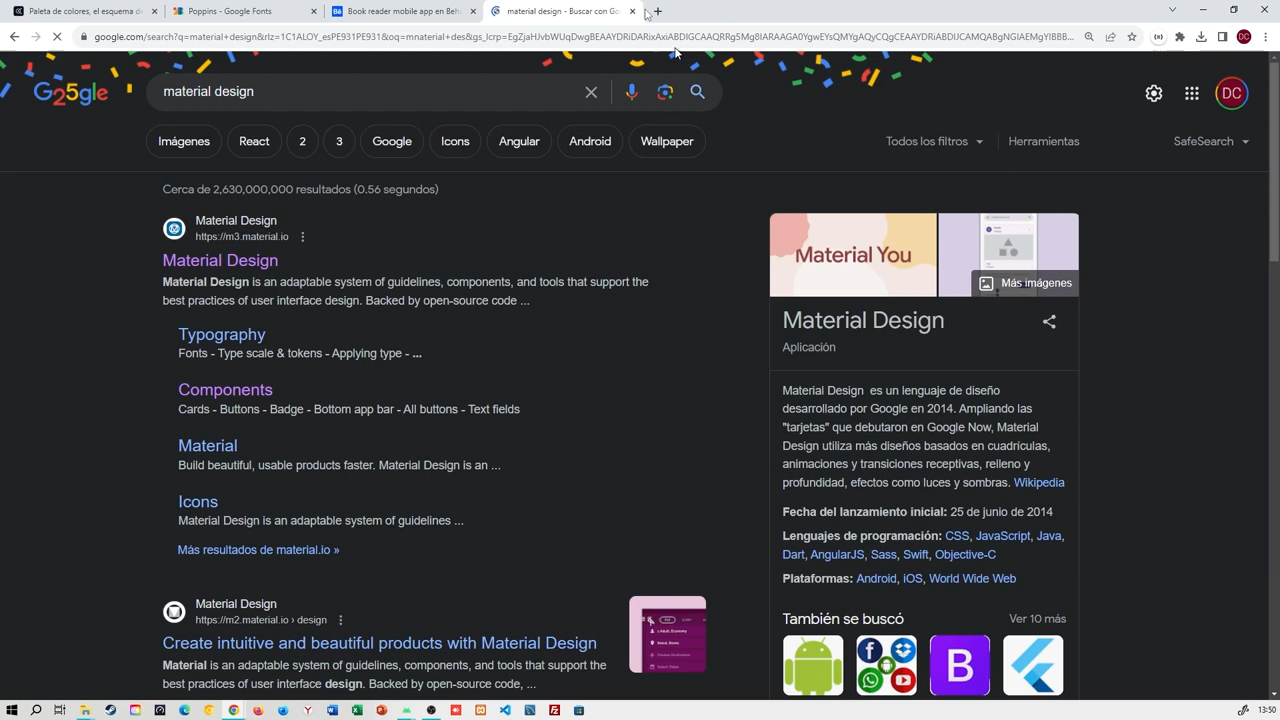 Paleta de colores, el esquema de
Poppins - Google Fonts
Book reader mobile app en Beh
material design - Buscar con Go
google.com/search?q=material+design&rlz=1C1ALOY_esPE931PE931&oq=mnaterial+des&gs_lcrp=EgZjaHJvbWUqDwgBEAAYDRiDARixAxiABDIGCAAQRRg5Mg8IARAAGA0YgwEYsQMYgAQyCQgCEAAYDRiABDIJCAMQABgNGIAEMgYIBBB...
DC
G25gle
material design
DC
Imágenes
React
2
3
Google
Icons
Angular
Android
Wallpaper
Todos los filtros
Herramientas
SafeSearch
Cerca de 2,630,000,000 resultados (0.56 segundos)
Material Design
https://m3.material.io
Material Design
Material Design is an adaptable system of guidelines, components, and tools that support the
best practices of user interface design. Backed by open-source code ...
Typography
Fonts - Type scale & tokens - Applying type - ...
Components
Cards - Buttons - Badge - Bottom app bar - All buttons - Text fields
Material
Build beautiful, usable products faster. Material Design is an ...
Icons
Material Design is an adaptable system of guidelines ...
Más resultados de material.io »
Material Design
https://m2.material.io › design
Create intuitive and beautiful products with Material Design
Material is an adaptable system of guidelines, components, and tools that support the
best practices of user interface design. Backed by open-source code, ...
Material You
Más imágenes
Material Design
Aplicación
Material Design es un lenguaje de diseño
desarrollado por Google en 2014. Ampliando las
"tarjetas" que debutaron en Google Now, Material
Design utiliza más diseños basados en cuadrículas,
animaciones y transiciones receptivas, relleno y
profundidad, efectos como luces y sombras. Wikipedia
Fecha del lanzamiento inicial: 25 de junio de 2014
Lenguajes de programación: CSS, JavaScript, Java,
Dart, AngularJS, Sass, Swift, Objective-C
Plataformas: Android, iOS, World Wide Web
También se buscó
Ver 10 más
B
13:50